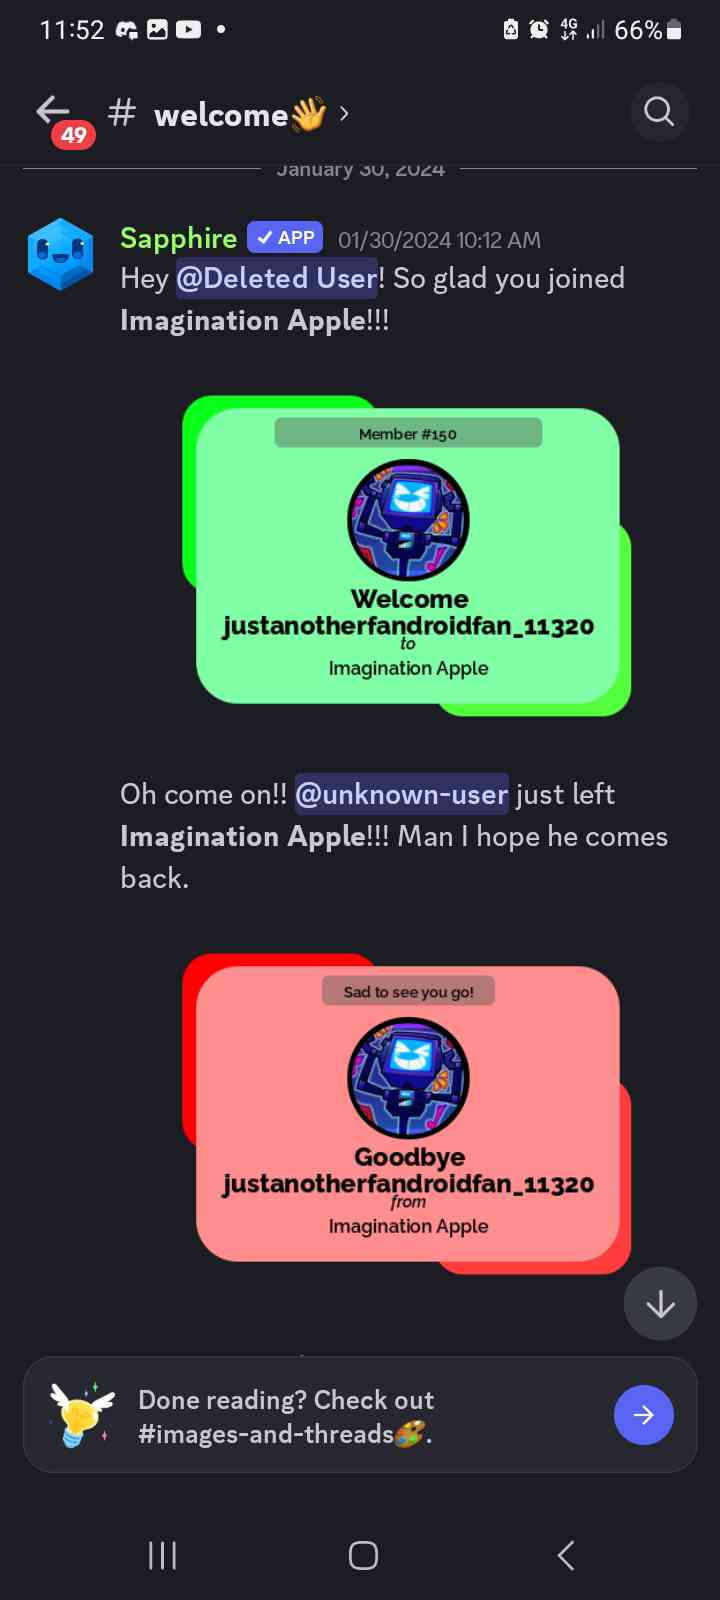 11:52
4G
66%
49
# welcome👋 ›
January 30, 2024
Sapphire ✓ APP 01/30/2024 10:12 AM
Hey @Deleted User! So glad you joined
Imagination Apple!!!
Member #150
Welcome
justanotherfandroidfan_11320
to
Imagination Apple
Oh come on!! @unknown-user just left
Imagination Apple!!! Man I hope he comes
back.
Sad to see you go!
Goodbye
justanotherfandroidfan_11320
from
Imagination Apple
Done reading? Check out
#images-and-threads🎨.